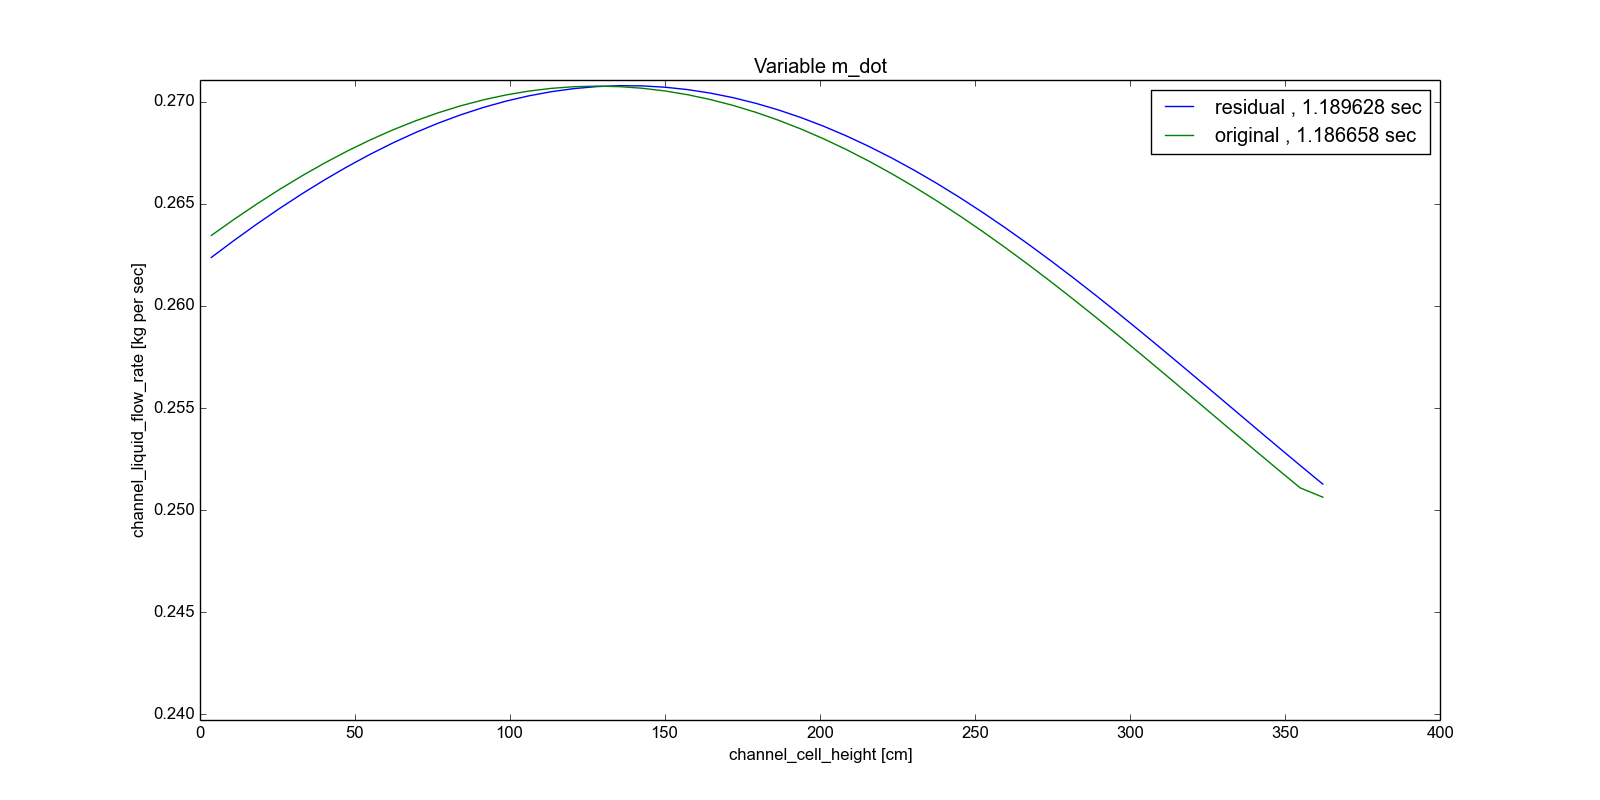 Variable m_dot
residual , 1.189628 sec
original , 1.186658 sec
channel_liquid_flow_rate [kg per sec]
0.270
0.265
0.260
0.255
0.250
0.245
0.240
0 50 100 150 200 250 300 350 400
channel_cell_height [cm]